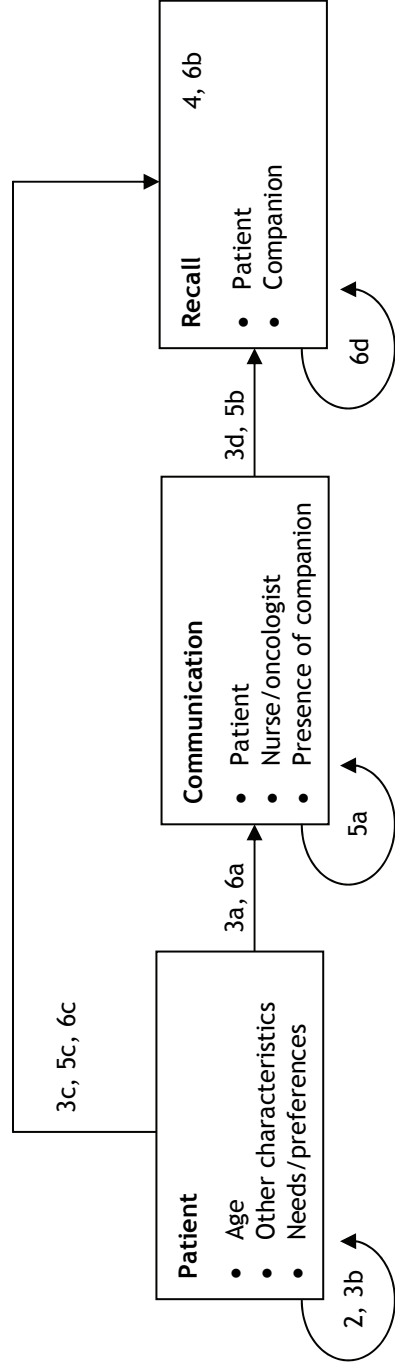 3c, 5c, 6c
Patient
• Age
• Other characteristics
• Needs/preferences
2, 3b
3a, 6a
Communication
• Patient
• Nurse/oncologist
• Presence of companion
5a
3d, 5b
Recall
4, 6b
• Patient
• Companion
6d